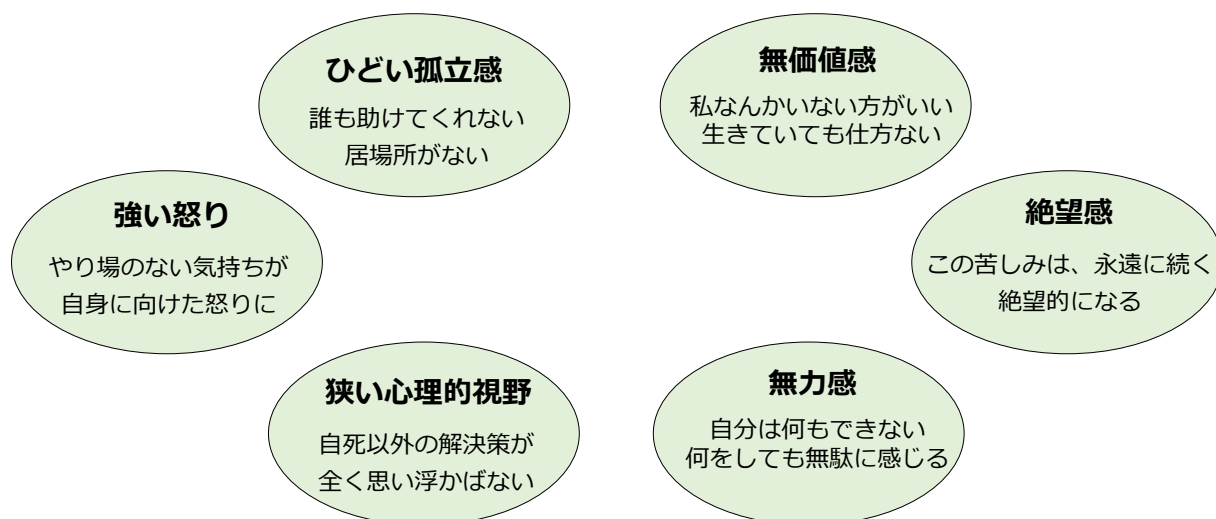 ひどい孤立感
誰も助けてくれない
居場所がない
無価値感
私なんかいない方がいい
生きていても仕方ない
強い怒り
やり場のない気持ちが
自身に向けた怒りに
絶望感
この苦しみは、永遠に続く
絶望的になる
狭い心理的視野
自死以外の解決策が
全く思い浮かばない
無力感
自分は何もできない
何をしても無駄に感じる